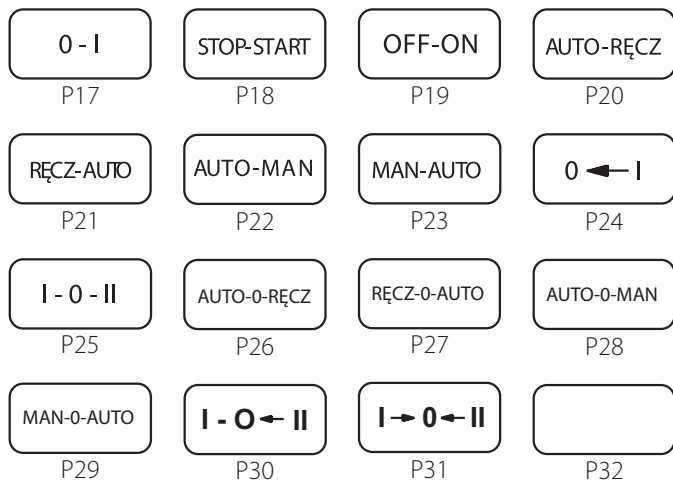 0 - I STOP-START OFF-ON AUTO-RĘCZ
P17 P18 P19 P20
RĘCZ-AUTO AUTO-MAN MAN-AUTO 0 ← I
P21 P22 P23 P24
I - 0 - II AUTO-0-RĘCZ RĘCZ-0-AUTO AUTO-0-MAN
P25 P26 P27 P28
MAN-0-AUTO I - O ← II I → 0 ← II
P29 P30 P31 P32